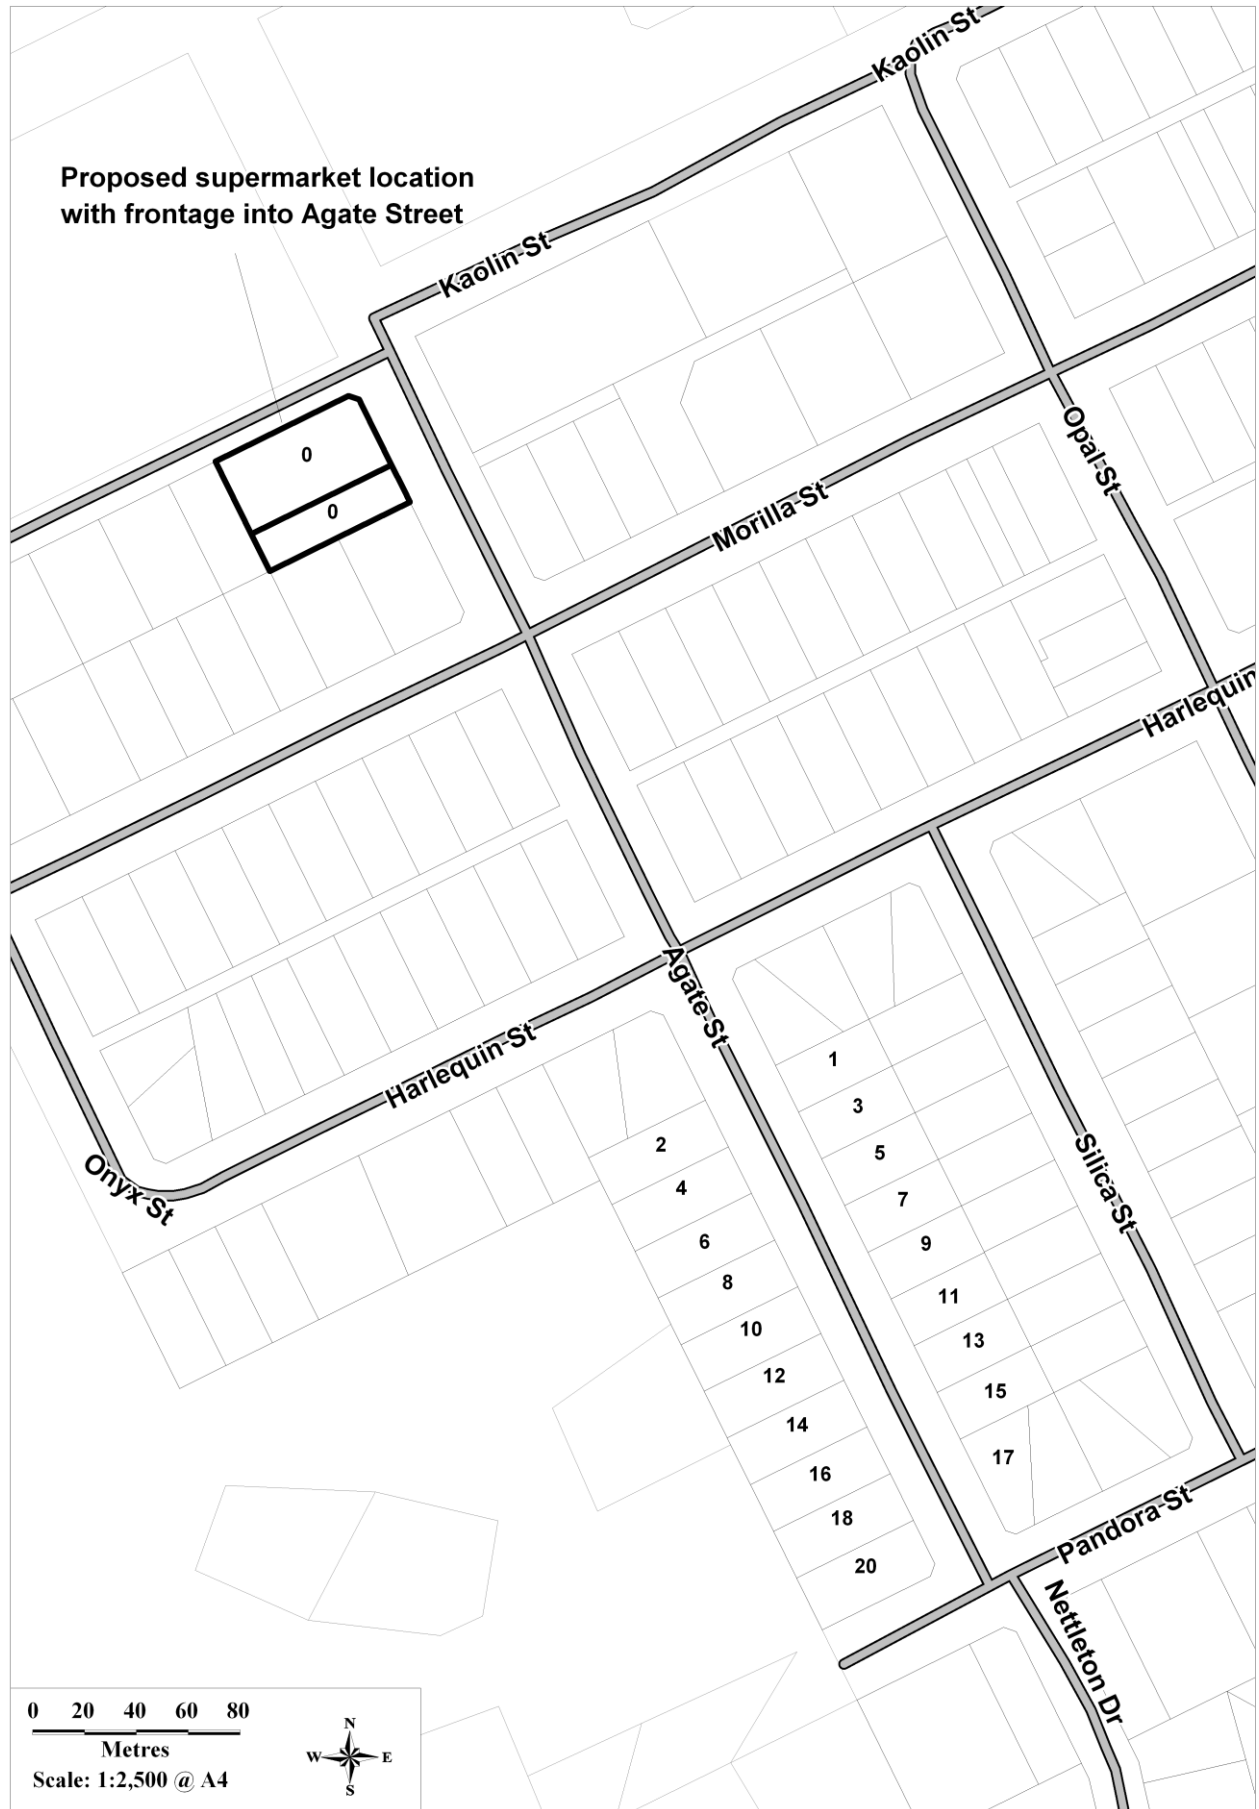 Kaolin St
Proposed supermarket location
with frontage into Agate Street
Kaolin St
0
0
Opal St
Morilla St
Harlequin
Agate St
Harlequin St
1
3
2
5
4
7
6
9
8
11
10
13
12
15
14
17
16
18
20
Onyx St
Silica St
Pandora St
Nettleton Dr
0 20 40 60 80
Metres
Scale: 1:2,500 @ A4
N
W E
S